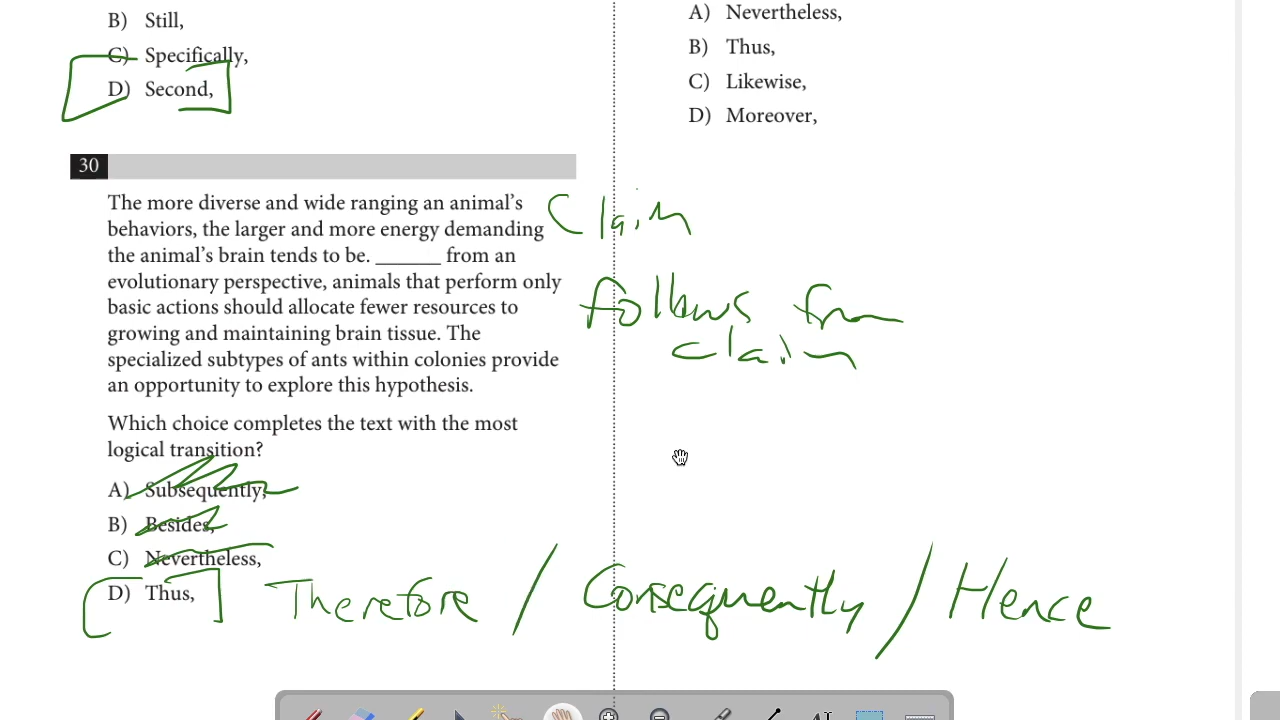 B) Still,
C) Specifically,
D) Second,
A) Nevertheless,
B) Thus,
C) Likewise,
D) Moreover,
30
The more diverse and wide ranging an animal’s
behaviors, the larger and more energy demanding
the animal’s brain tends to be. ______ from an
evolutionary perspective, animals that perform only
basic actions should allocate fewer resources to
growing and maintaining brain tissue. The
specialized subtypes of ants within colonies provide
an opportunity to explore this hypothesis.
Claim
follows from
claim
Which choice completes the text with the most
logical transition?
A) Subsequently,
B) Besides,
C) Nevertheless,
D) Thus,
Therefore / Consequently / Hence